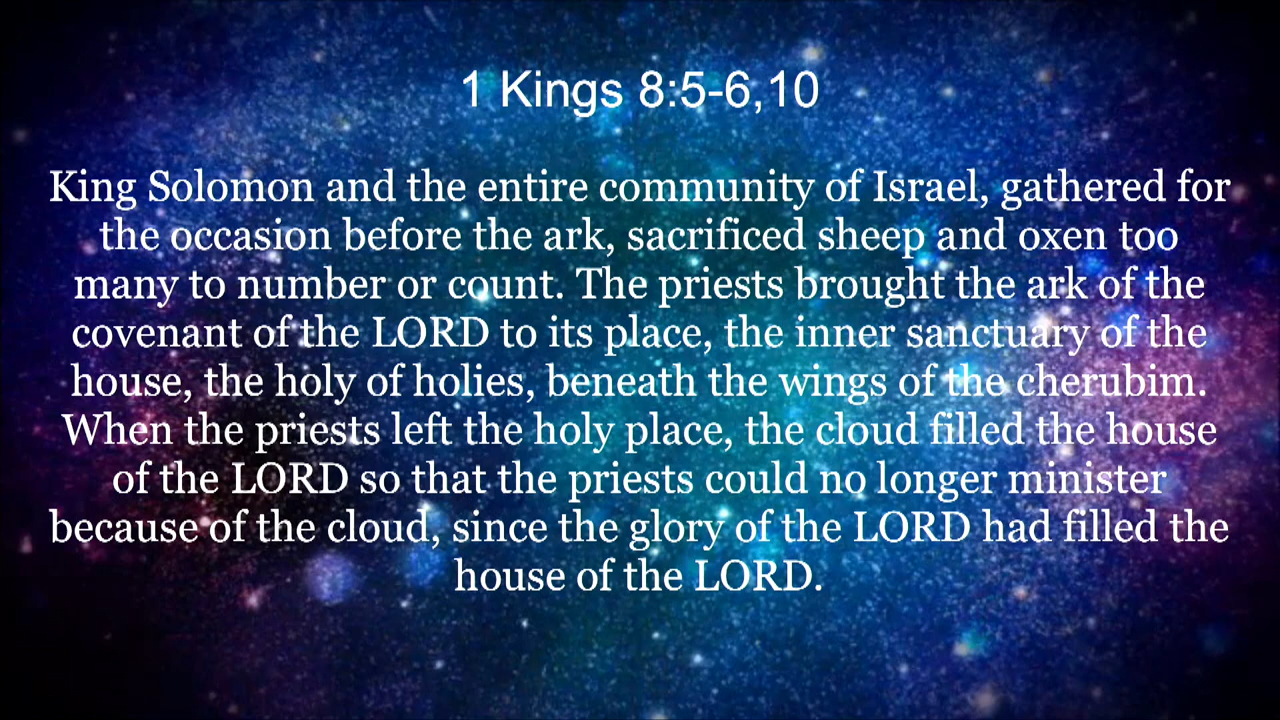 1 Kings 8:5-6,10
King Solomon and the entire community of Israel, gathered for
the occasion before the ark, sacrificed sheep and oxen too
many to number or count. The priests brought the ark of the
covenant of the LORD to its place, the inner sanctuary of the
house, the holy of holies, beneath the wings of the cherubim.
When the priests left the holy place, the cloud filled the house
of the LORD so that the priests could no longer minister
because of the cloud, since the glory of the LORD had filled the
house of the LORD.